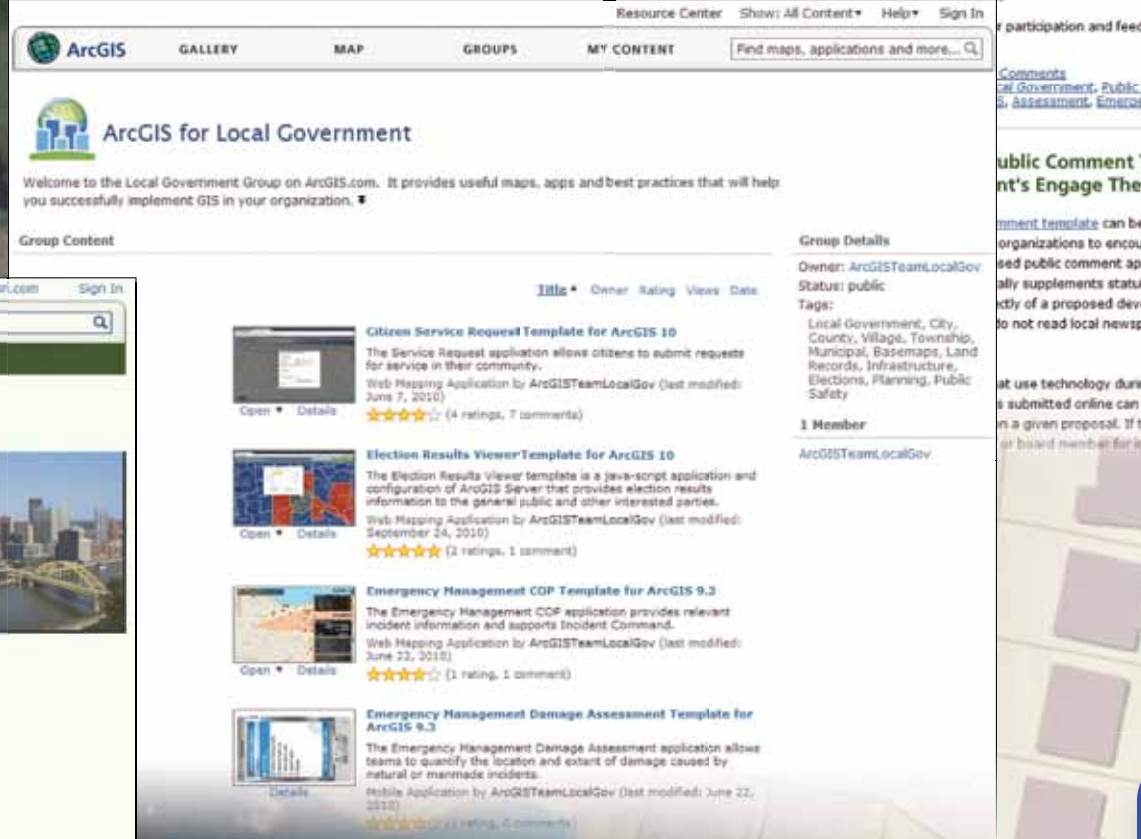 Resource Center Show: All Content Help Sign In
ArcGIS GALLERY MAP GROUPS MY CONTENT Find maps, applications and more...
ArcGIS for Local Government
Welcome to the Local Government Group on ArcGIS.com. It provides useful maps, apps and best practices that will help
you successfully implement GIS in your organization.
Group Content
Title Owner Rating Views Date
Citizen Service Request Template for ArcGIS 10
The Service Request application allows citizens to submit requests
for service in their community.
Web Mapping Application by ArcGISTeamLocalGov (last modified:
June 7, 2010)
Open Details
(4 ratings, 7 comments)
Election Results Viewer Template for ArcGIS 10
The Election Results Viewer template is a java-script application and
configuration of ArcGIS Server that provides election results
information to the general public and other interested parties.
Web Mapping Application by ArcGISTeamLocalGov (last modified:
September 24, 2010)
Open Details
(2 ratings, 1 comment)
Emergency Management COP Template for ArcGIS 9.3
The Emergency Management COP application provides relevant
incident information and supports Incident Command.
Web Mapping Application by ArcGISTeamLocalGov (last modified:
June 22, 2010)
Open Details
(1 rating, 1 comment)
Emergency Management Damage Assessment Template for
ArcGIS 9.3
The Emergency Management Damage Assessment application allows
teams to quantify the location and extent of damage caused by
natural or manmade incidents.
Mobile Application by ArcGISTeamLocalGov (last modified: June 22,
2010)
Details
Group Details
Owner: ArcGISTeamLocalGov
Status: public
Tags:
Local Government, City,
County, Village, Township,
Municipal, Basemaps, Land
Records, Infrastructure,
Elections, Planning, Public
Safety
1 Member
ArcGISTeamLocalGov
ri.com Sign In
r participation and feed
Comments
cal Government, Public
S, Assessment, Emerge
ublic Comment
nt's Engage The
mment template can be
organizations to encou
sed public comment ap
ally supplements statu
ctly of a proposed deve
do not read local newsp
at use technology duri
s submitted online can
n a given proposal. If t
or board member for i